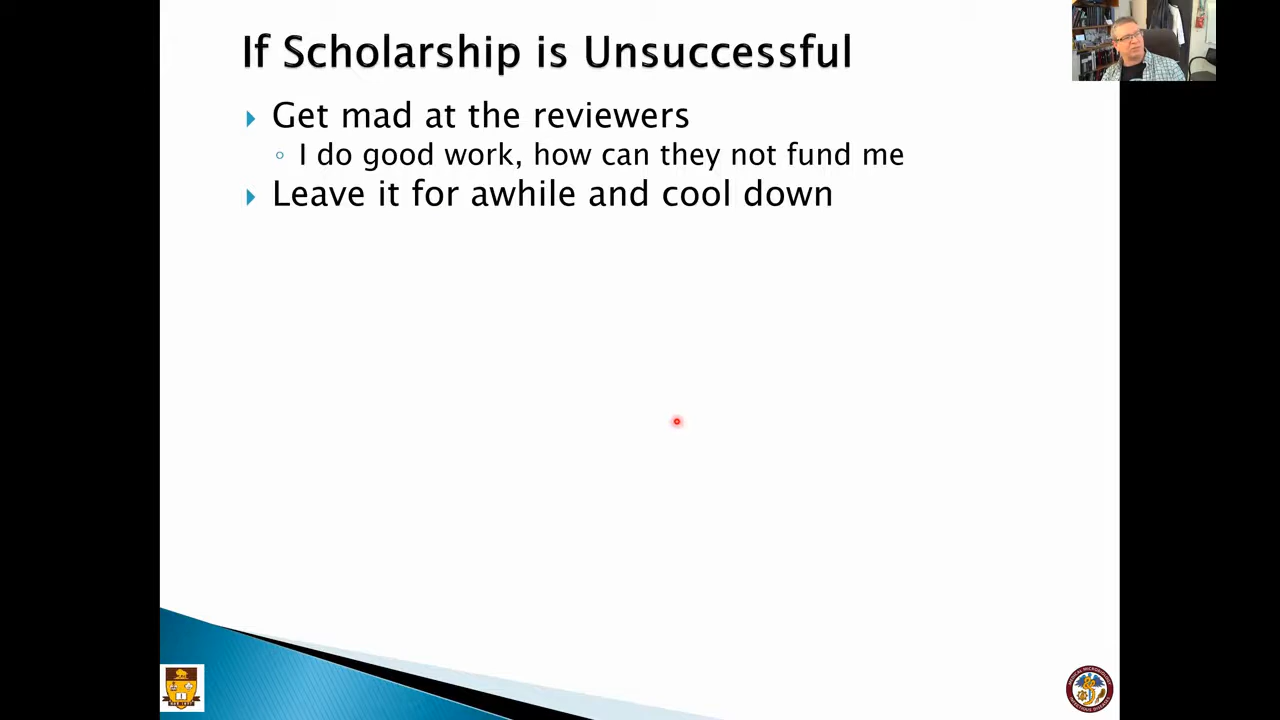 If Scholarship is Unsuccessful
Get mad at the reviewers
I do good work, how can they not fund me
Leave it for awhile and cool down